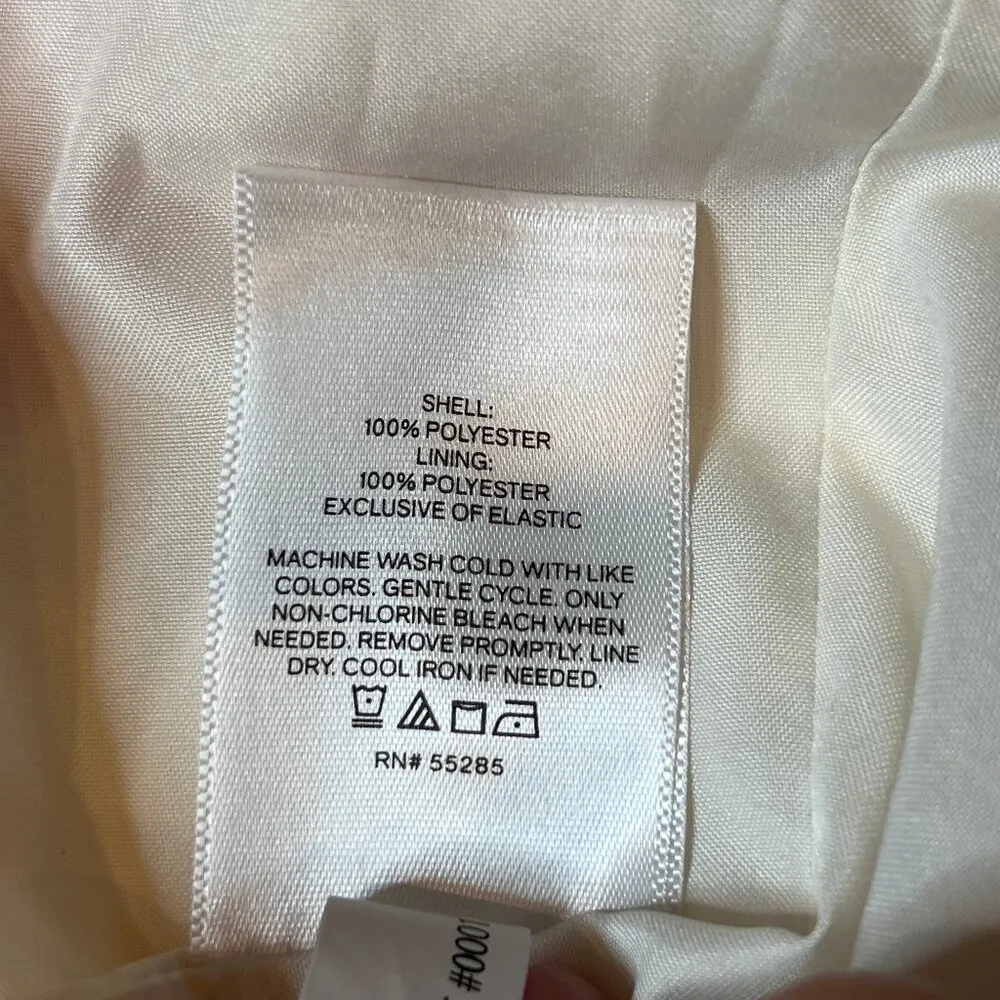 SHELL:
100% POLYESTER
LINING:
100% POLYESTER
EXCLUSIVE OF ELASTIC
MACHINE WASH COLD WITH LIKE
COLORS. GENTLE CYCLE. ONLY
NON-CHLORINE BLEACH WHEN
NEEDED. REMOVE PROMPTLY. LINE
DRY. COOL IRON IF NEEDED.
RN# 55285